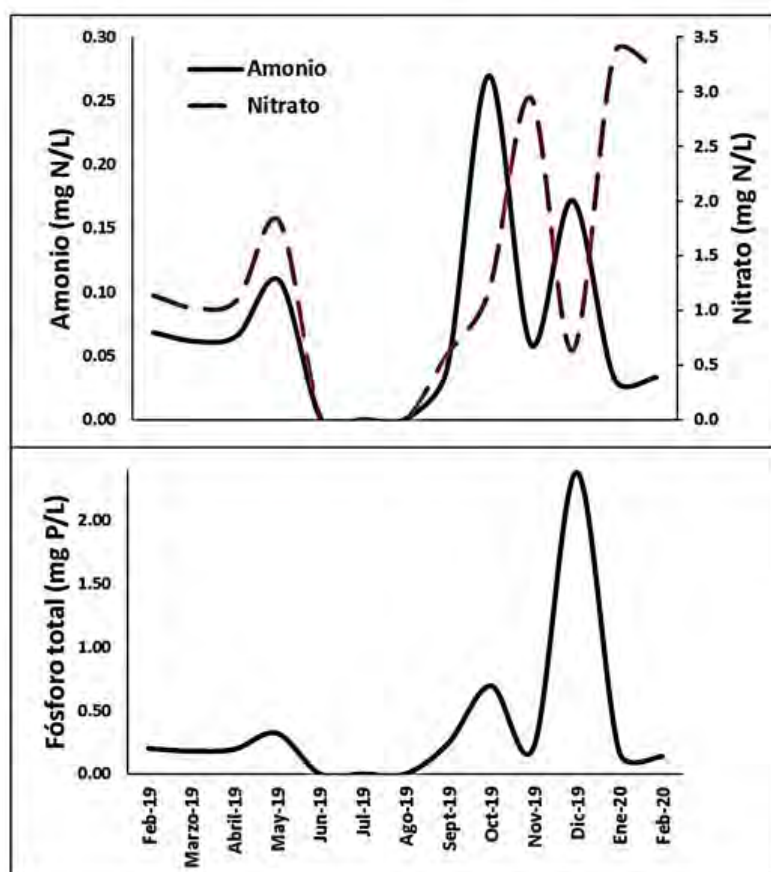 Amonio
Nitrato
Amonio (mg N/L)
0.30
0.25
0.20
0.15
0.10
0.05
0.00
3.5
3.0
2.5
2.0
1.5
1.0
0.5
0.0
Nitrato (mg N/L)
Fósforo total (mg P/L)
2.00
1.50
1.00
0.50
0.00
Feb-19
Marzo-19
Abril-19
May-19
Jun-19
Jul-19
Ago-19
Sept-19
Oct-19
Nov-19
Dic-19
Ene-20
Feb-20